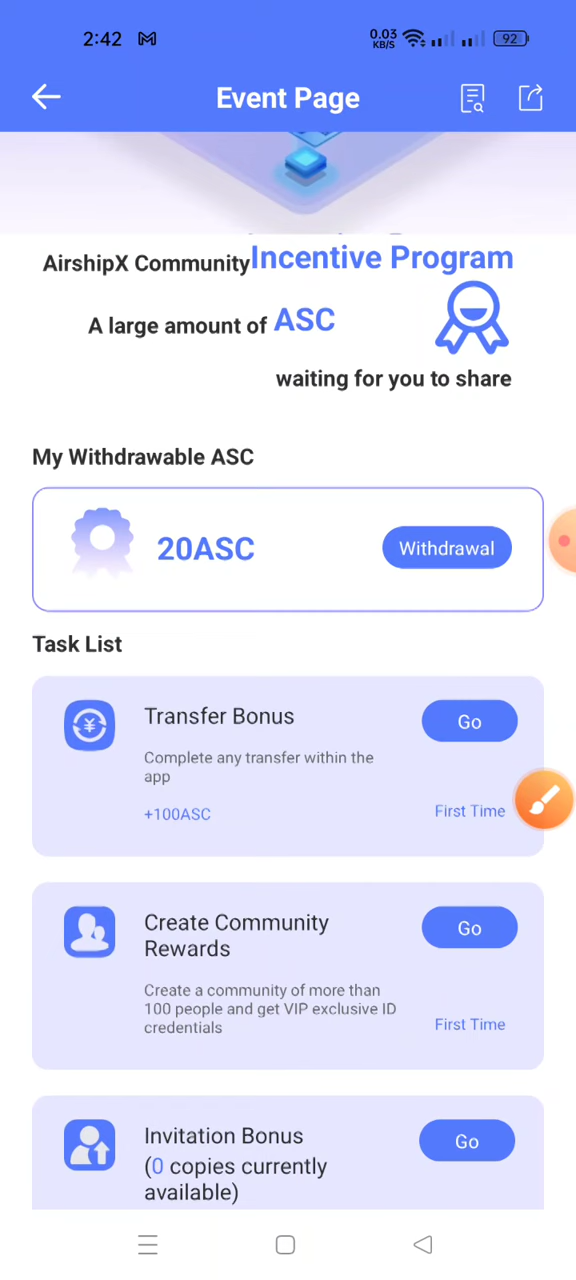 2:42
0.03 KB/S
92
Event Page
AirshipX Community Incentive Program
A large amount of ASC
waiting for you to share
My Withdrawable ASC
20ASC
Withdrawal
Task List
Transfer Bonus
Go
Complete any transfer within the
app
+100ASC
First Time
Create Community
Rewards
Go
Create a community of more than
100 people and get VIP exclusive ID
credentials
First Time
Invitation Bonus
(0 copies currently
available)
Go